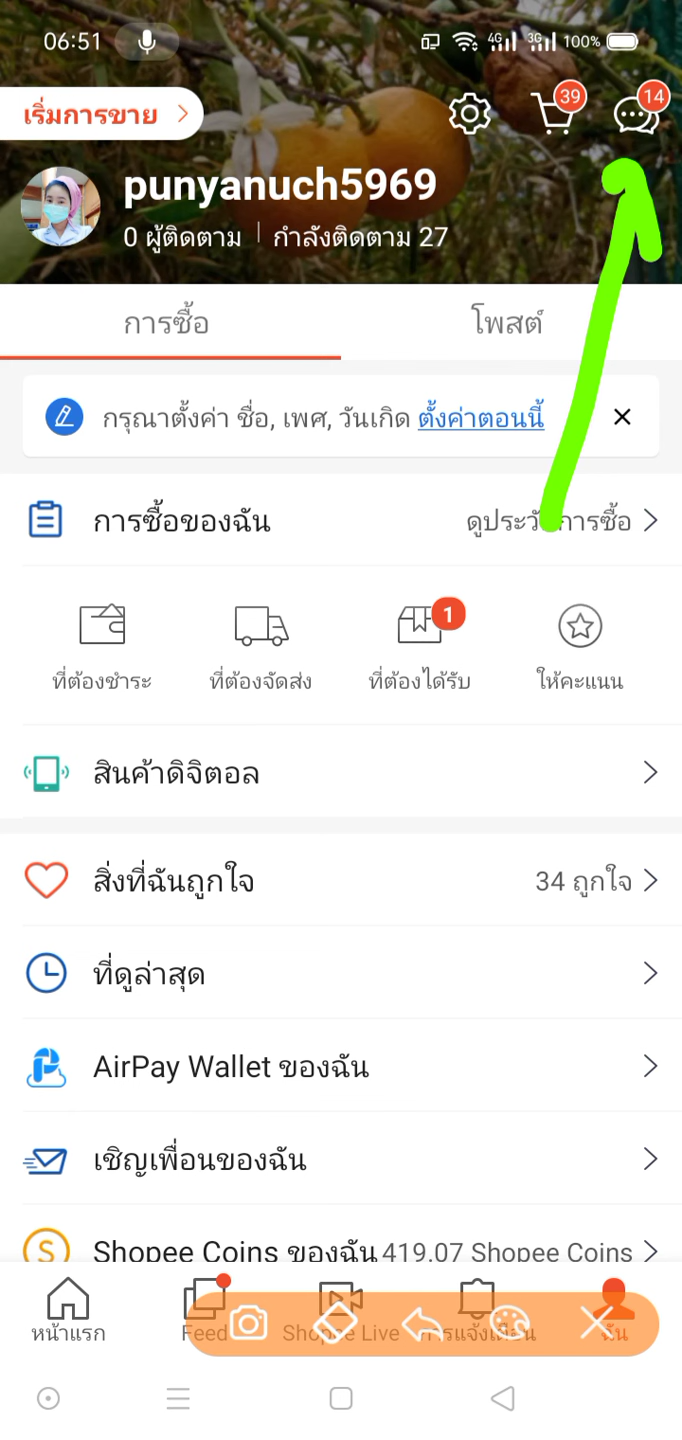 06:51
4G 3G 100%
เริ่มการขาย
39
14
punyanuch5969
0 ผู้ติดตาม กำลังติดตาม 27
การซื้อ โพสต์
กรุณาตั้งค่า ชื่อ, เพศ, วันเกิด ตั้งค่าตอนนี้
การซื้อของฉัน ดูประวัติการซื้อ
1
ที่ต้องชำระ ที่ต้องจัดส่ง ที่ต้องได้รับ ให้คะแนน
สินค้าดิจิตอล
สิ่งที่ฉันถูกใจ 34 ถูกใจ
ที่ดูล่าสุด
AirPay Wallet ของฉัน
เชิญเพื่อนของฉัน
Shopee Coins ของฉัน 419.07 Shopee Coins
หน้าแรก Feed Shopee Live การแจ้งเตือน ฉัน